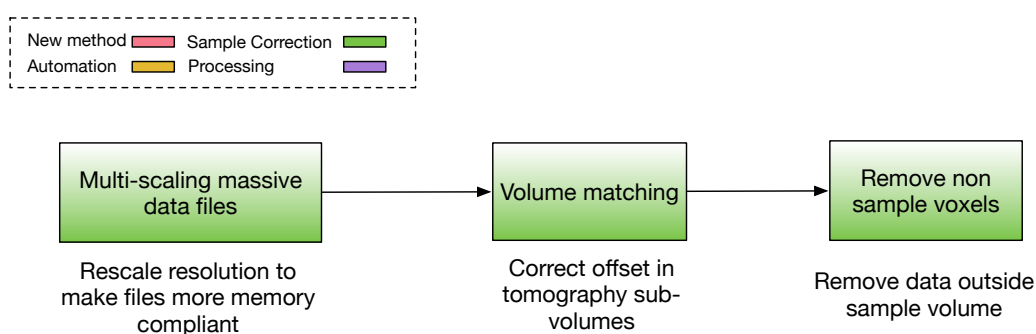 New method
Sample Correction
Automation
Processing
Multi-scaling massive
data files
Rescale resolution to
make files more memory
compliant
Volume matching
Correct offset in
tomography sub-
volumes
Remove non
sample voxels
Remove data outside
sample volume